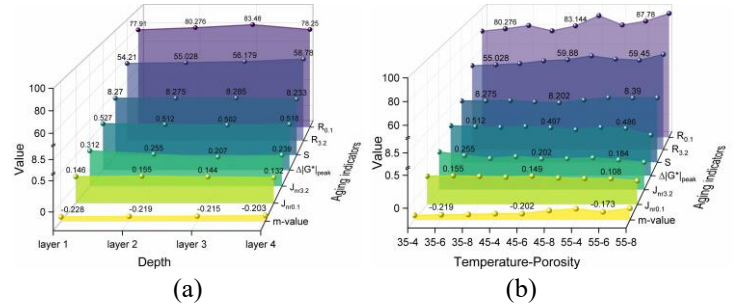 77.91 80.276 83.48 78.25
54.21 55.028 56.179 58.78
8.27 8.275 8.285 8.233
0.527 0.512 0.502 0.518
0.312 0.255 0.207 0.239
0.146 0.155 0.144 0.132
-0.228 -0.219 -0.215 -0.203
100
80
60
8.5
0.5
0
Value
R0.1
R3.2
S
Δ|G*|peak
Jnr3.2
Jnr0.1
m-value
Aging indicators
layer 1 layer 2 layer 3 layer 4
Depth
(a)
80.276 83.144 87.78
55.028 59.88 59.45
8.275 8.202 8.39
0.512 0.497 0.486
0.255 0.202 0.184
0.155 0.149 0.108
-0.219 -0.202 -0.173
100
80
60
8.5
0.5
0
Value
R0.1
R3.2
S
Δ|G*|peak
Jnr3.2
Jnr0.1
m-value
Aging indicators
35-4 35-6 35-8 45-4 45-6 45-8 55-4 55-6 55-8
Temperature-Porosity
(b)